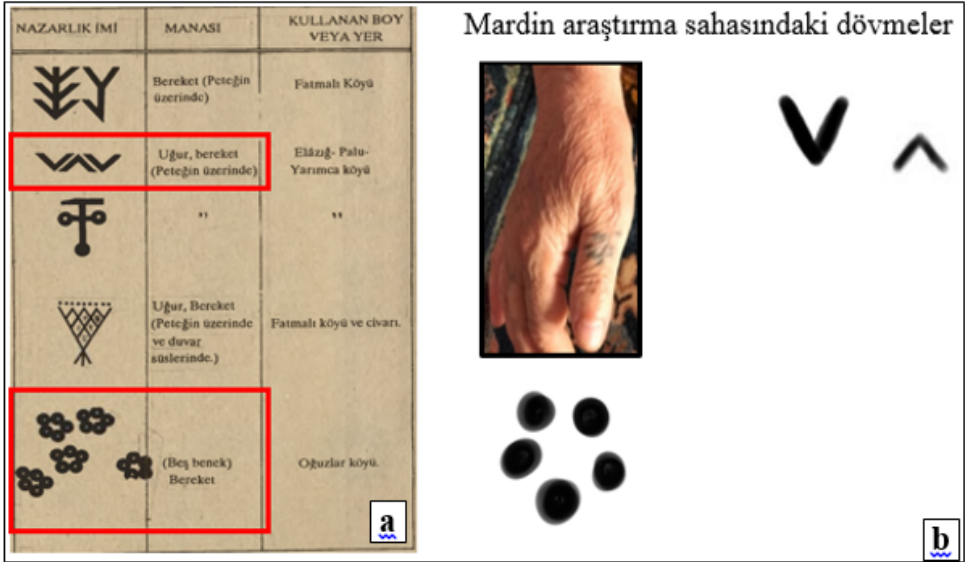 NAZARLIK İMİ
MANASI
KULLANAN BOY
VEYA YER
Bereket (Peteğin
üzerinde)
Fatmalı Köyü
Uğur, bereket
(Peteğin üzerinde)
Elâzığ- Palu-
Yarımca köyü
"
"
Uğur, Bereket
(Peteğin üzerinde
ve duvar
süslerinde.)
Fatmalı köyü ve civarı.
(Beş benek)
Bereket
Oğuzlar köyü.
a
Mardin araştırma sahasındaki dövmeler
b